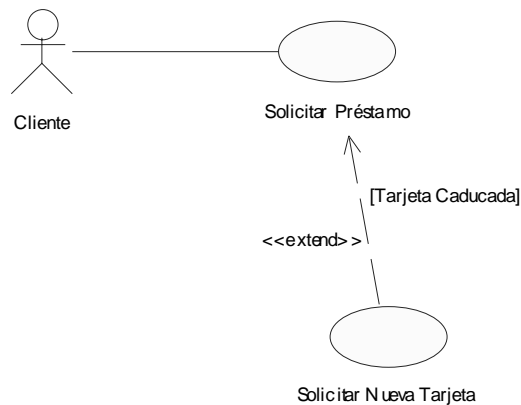 Cliente
Solicitar Préstamo
[Tarjeta Caducada]
<<extend>>
Solicitar Nueva Tarjeta